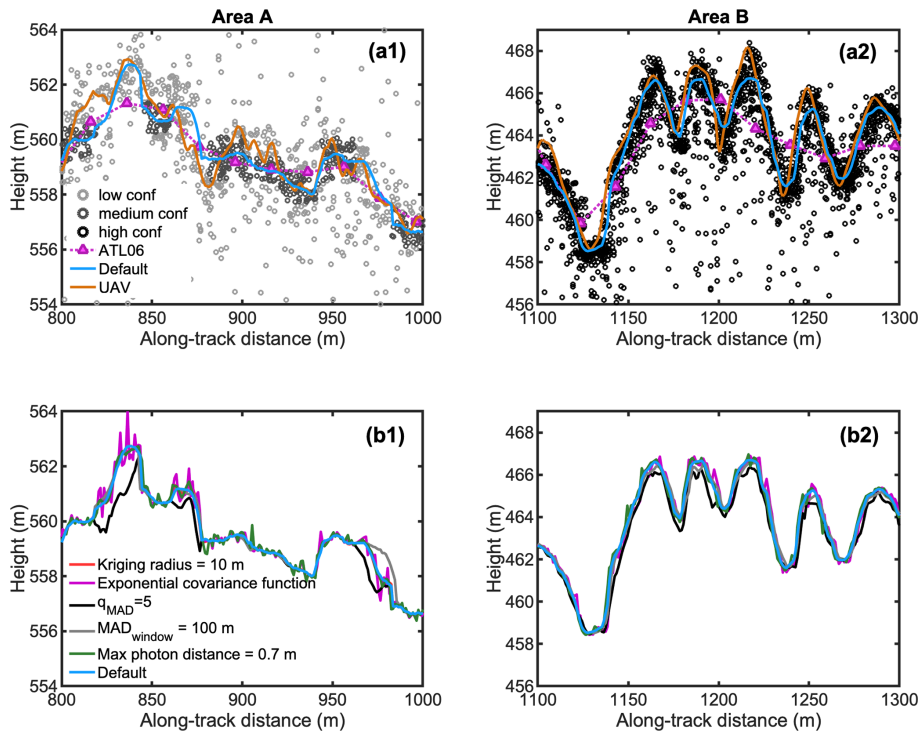 Area A
Area B
564
562
560
558
556
554
Height (m)
(a1)
low conf
medium conf
high conf
ATL06
Default
UAV
800
850
900
950
1000
Along-track distance (m)
468
466
464
462
460
458
456
Height (m)
(a2)
1100
1150
1200
1250
1300
Along-track distance (m)
564
562
560
558
556
554
Height (m)
(b1)
Kriging radius = 10 m
Exponential covariance function
qMAD=5
MADwindow = 100 m
Max photon distance = 0.7 m
Default
800
850
900
950
1000
Along-track distance (m)
468
466
464
462
460
458
456
Height (m)
(b2)
1100
1150
1200
1250
1300
Along-track distance (m)